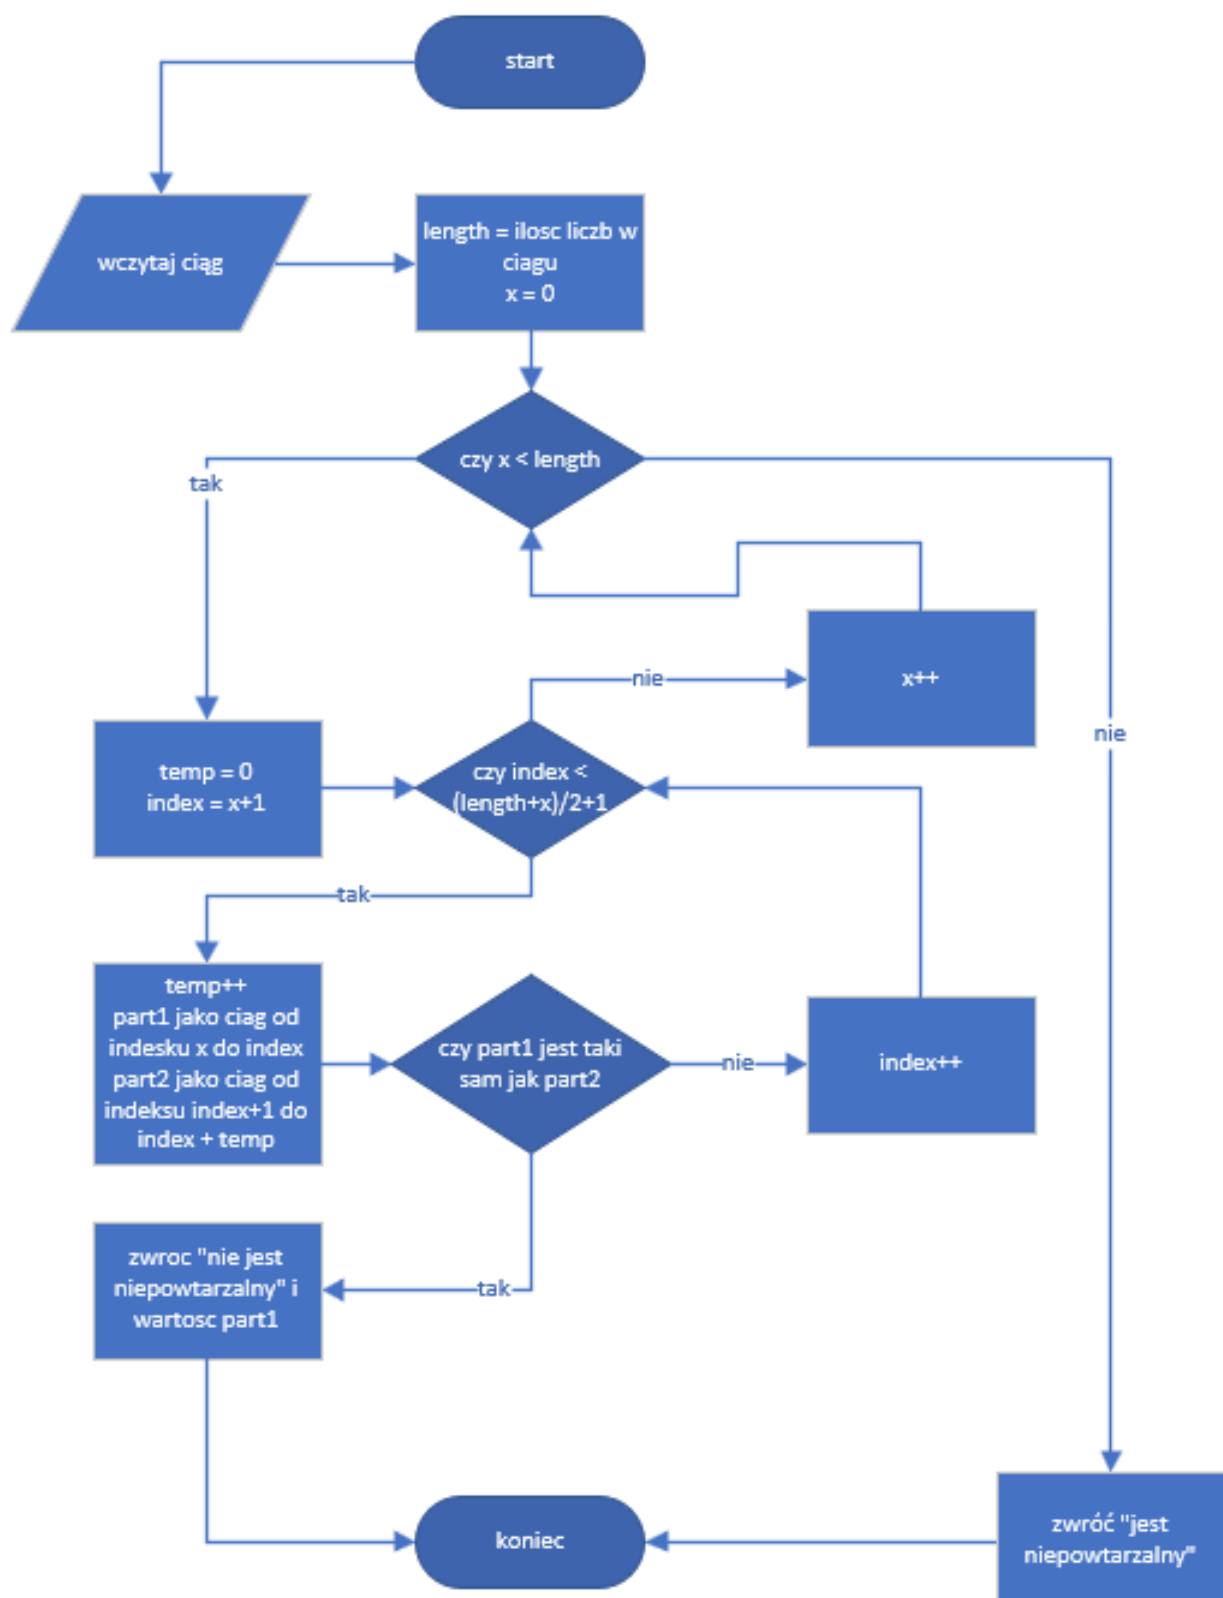 start
wczytaj ciąg
length = ilosc liczb w
ciagu
x = 0
czy x < length
tak
nie
x++
nie
temp = 0
index = x+1
czy index <
(length+x)/2+1
tak
temp++
part1 jako ciag od
indesku x do index
part2 jako ciag od
indeksu index+1 do
index + temp
czy part1 jest taki
sam jak part2
nie
index++
zwroc "nie jest
niepowtarzalny" i
wartosc part1
tak
koniec
zwróć "jest
niepowtarzalny"